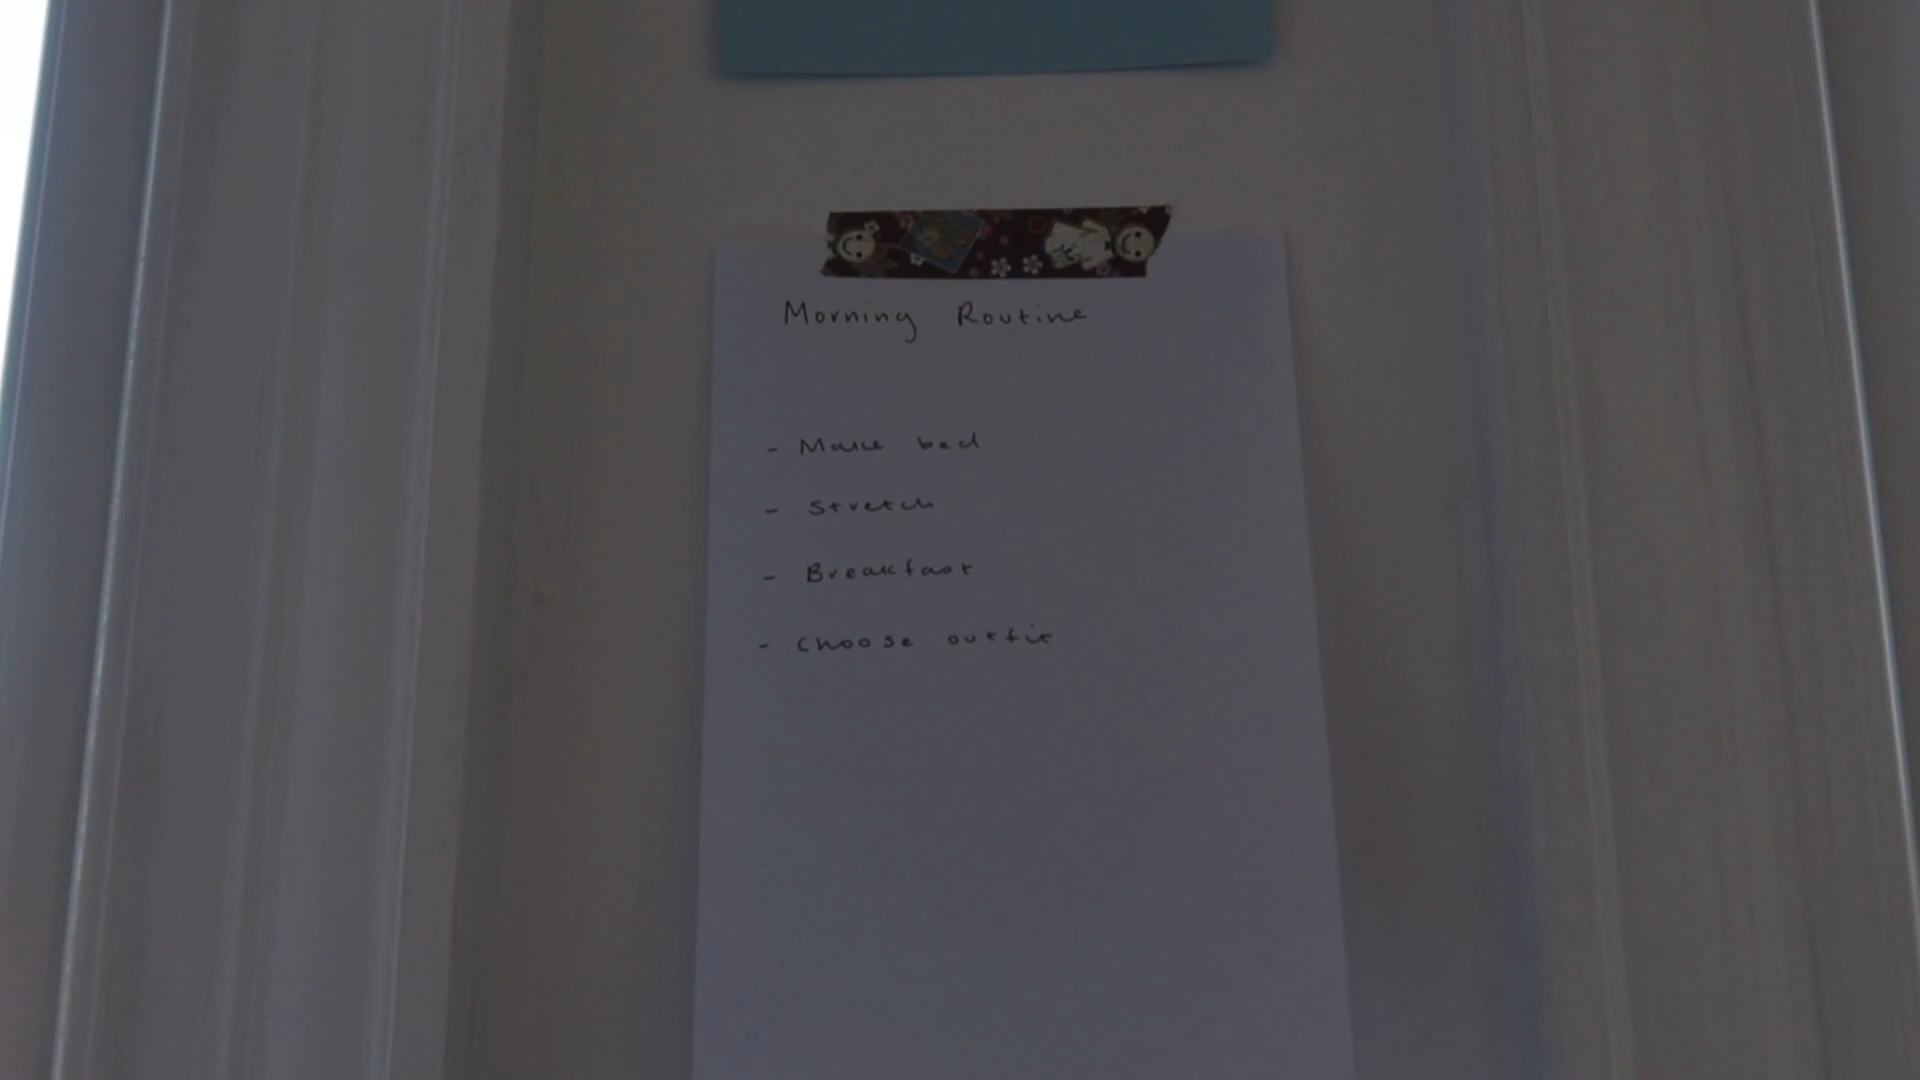 Morning Routine
- Make bed
- Stretch
- Breakfast
- Choose outfit